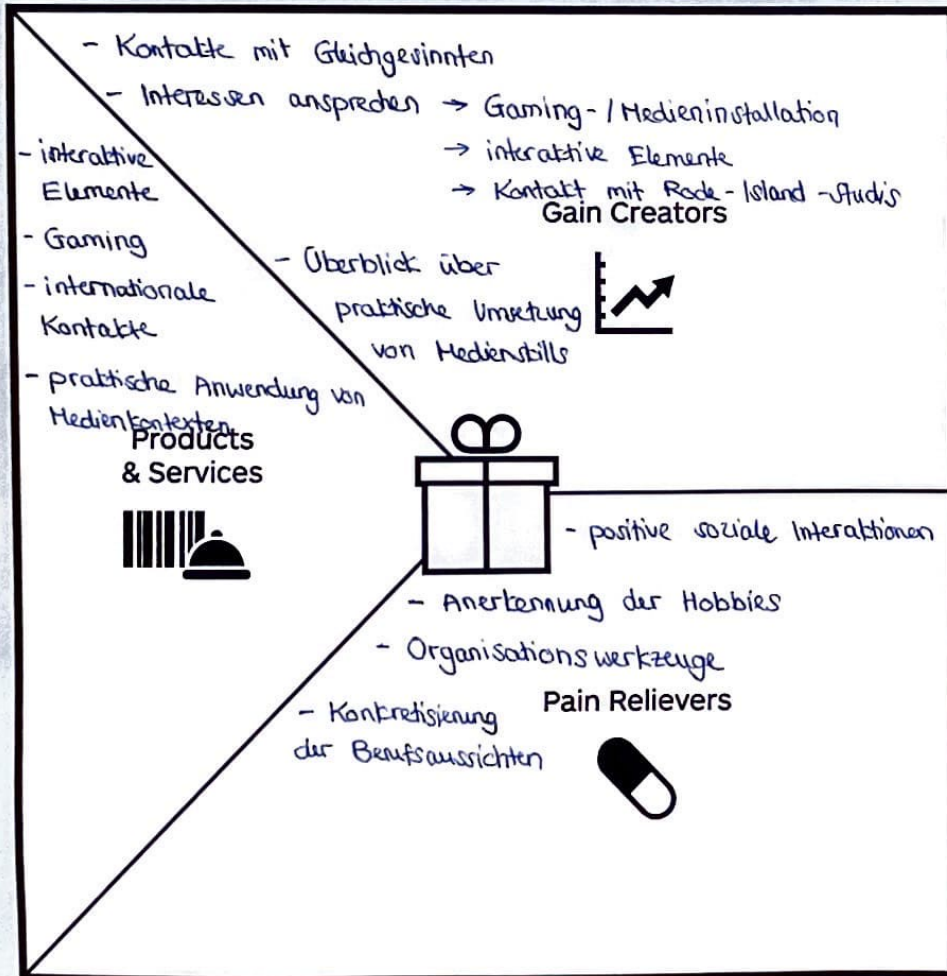 - Kontakte mit Gleichgesinnten
- Interessen ansprechen → Gaming- / Medieninstallation
→ interaktive Elemente
→ Kontakt mit Rode-Island-Studis
Gain Creators
- Überblick über
praktische Umsetzung
von Medienskills
- interaktive
Elemente
- Gaming
- internationale
Kontakte
- praktische Anwendung von
Medienkontexten
Products
& Services
- positive soziale Interaktionen
- Anerkennung der Hobbies
- Organisationswerkzeuge
Pain Relievers
- Konkretisierung
der Berufsaussichten